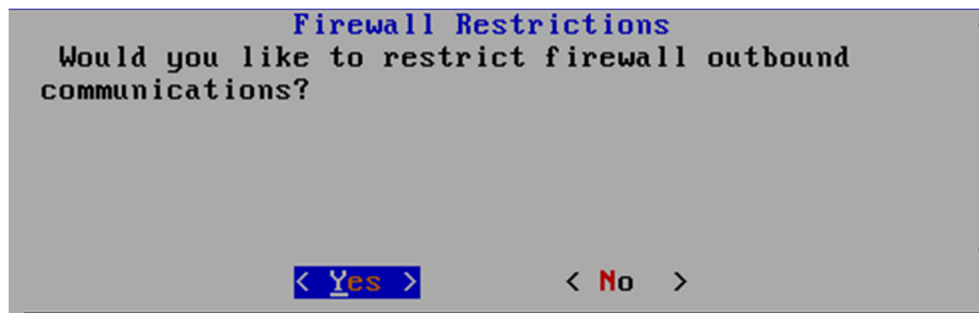 Firewall Restrictions
Would you like to restrict firewall outbound
communications?
< Yes > < No >